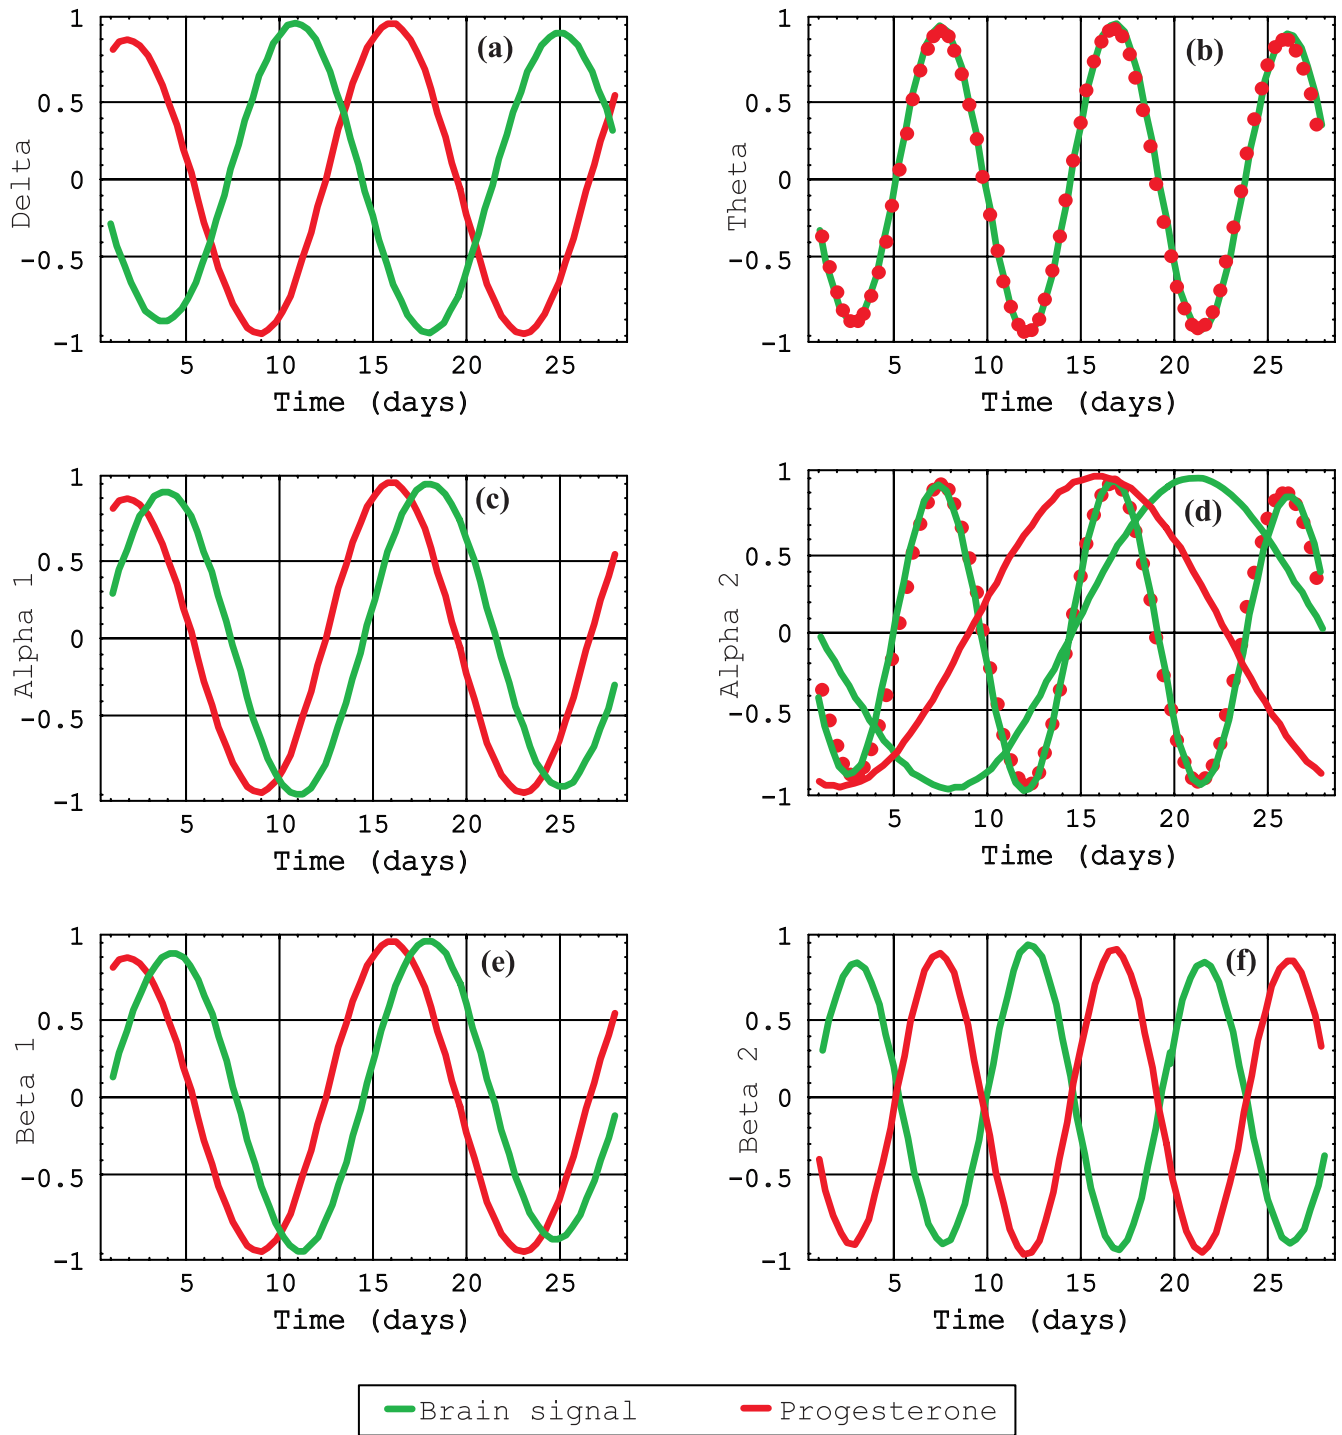 1 1
(a) (b)
0.5 0.5
Delta Theta
0 0
-0.5 -0.5
-1 -1
5 10 15 20 25 5 10 15 20 25
Time (days) Time (days)
1 1
(c) (d)
0.5 0.5
Alpha 1 Alpha 2
0 0
-0.5 -0.5
-1 -1
5 10 15 20 25 5 10 15 20 25
Time (days) Time (days)
1 1
(e) (f)
0.5 0.5
Beta 1 Beta 2
0 0
-0.5 -0.5
-1 -1
5 10 15 20 25 5 10 15 20 25
Time (days) Time (days)
Brain signal Progesterone